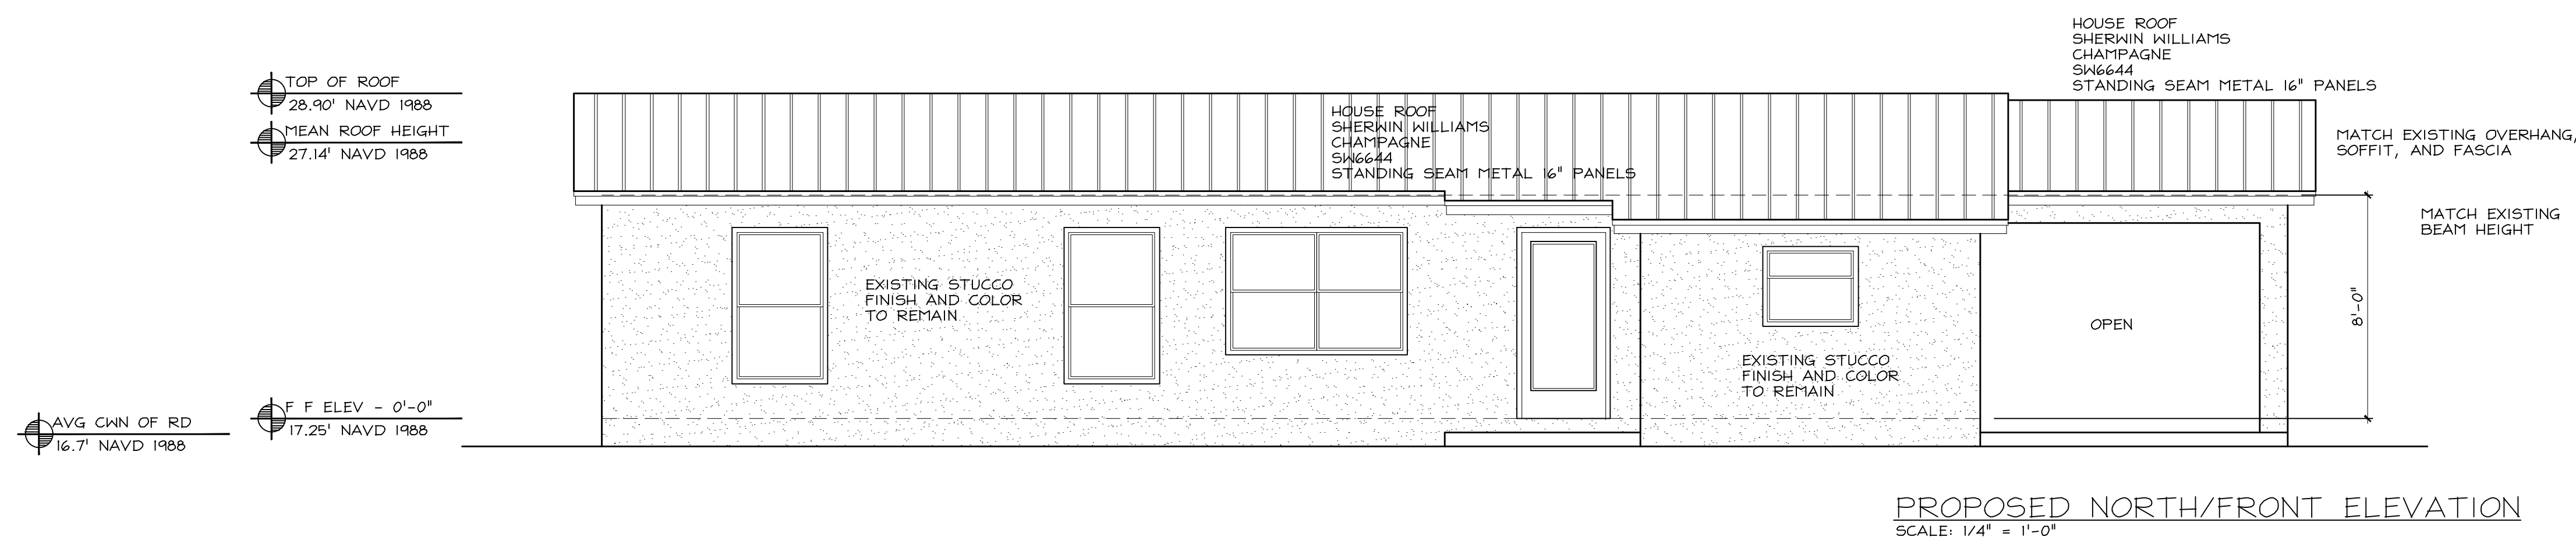 HOUSE ROOF
SHERWIN WILLIAMS
CHAMPAGNE
SW6644
STANDING SEAM METAL 16" PANELS
TOP OF ROOF
28.90' NAVD 1988
MEAN ROOF HEIGHT
27.14' NAVD 1988
HOUSE ROOF
SHERWIN WILLIAMS
CHAMPAGNE
SW6644
STANDING SEAM METAL 16" PANELS
MATCH EXISTING OVERHANG,
SOFFIT, AND FASCIA
MATCH EXISTING
BEAM HEIGHT
EXISTING STUCCO
FINISH AND COLOR
TO REMAIN
8'-0"
OPEN
EXISTING STUCCO
FINISH AND COLOR
TO REMAIN
F F ELEV - 0'-0"
17.25' NAVD 1988
AVG CWN OF RD
16.7' NAVD 1988
PROPOSED NORTH/FRONT ELEVATION
SCALE: 1/4" = 1'-0"